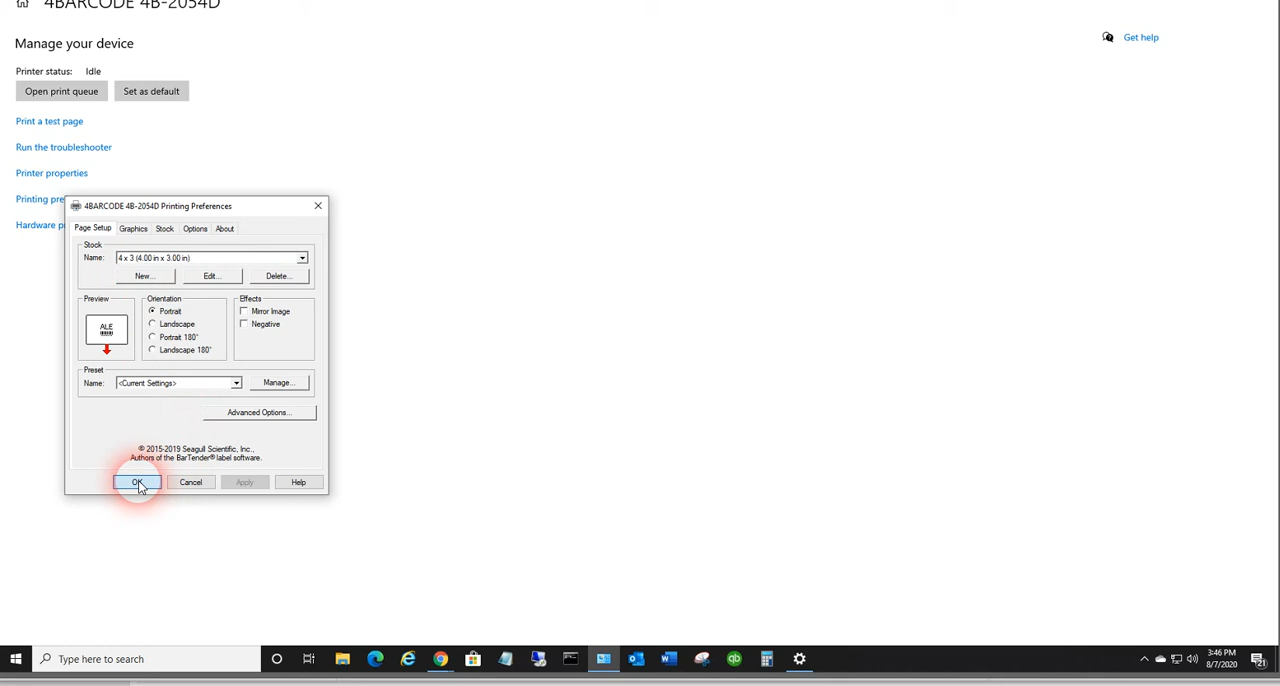 4BARCODE 4B-2054D
Manage your device
Get help
Printer status: Idle
Open print queue Set as default
Print a test page
Run the troubleshooter
Printer properties
Printing pre
Hardware p
4BARCODE 4B-2054D Printing Preferences
Page Setup Graphics Stock Options About
Stock
Name: 4 x 3 (4.00 in x 3.00 in)
New... Edit... Delete...
Preview Orientation Effects
ALE
Portrait Mirror Image
Landscape Negative
Portrait 180°
Landscape 180°
Preset
Name: <Current Settings> Manage...
Advanced Options...
© 2015-2019 Seagull Scientific, Inc.,
Authors of the BarTender® label software.
OK Cancel Apply Help
Type here to search
3:46 PM
8/7/2020
21